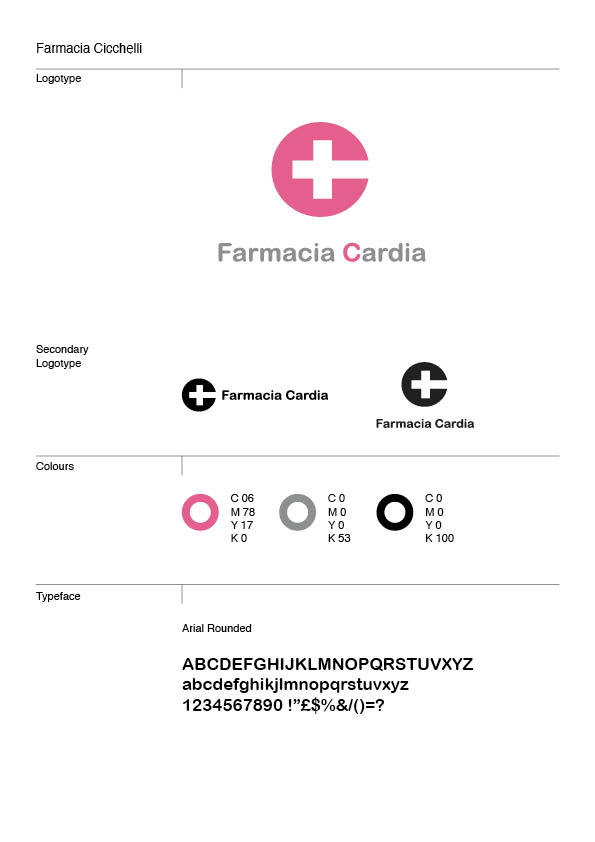 Farmacia Cicchelli
Logotype
Farmacia Cardia
Secondary
Logotype
Farmacia Cardia
Farmacia Cardia
Colours
C 06
M 78
Y 17
K 0
C 0
M 0
Y 0
K 53
C 0
M 0
Y 0
K 100
Typeface
Arial Rounded
ABCDEFGHIJKLMNOPQRSTUVXYZ
abcdefghikjlmnopqrstuvxyz
1234567890 !”£$%&/()=?